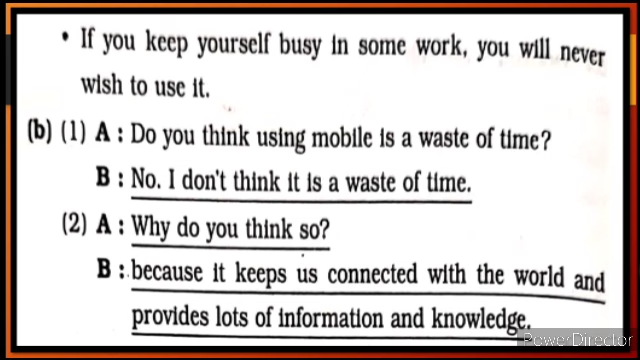 • If you keep yourself busy in some work, you will never
wish to use it.
(b) (1) A : Do you think using mobile is a waste of time?
B : No. I don't think it is a waste of time.
(2) A : Why do you think so?
B : because it keeps us connected with the world and
provides lots of information and knowledge.
PowerDirector